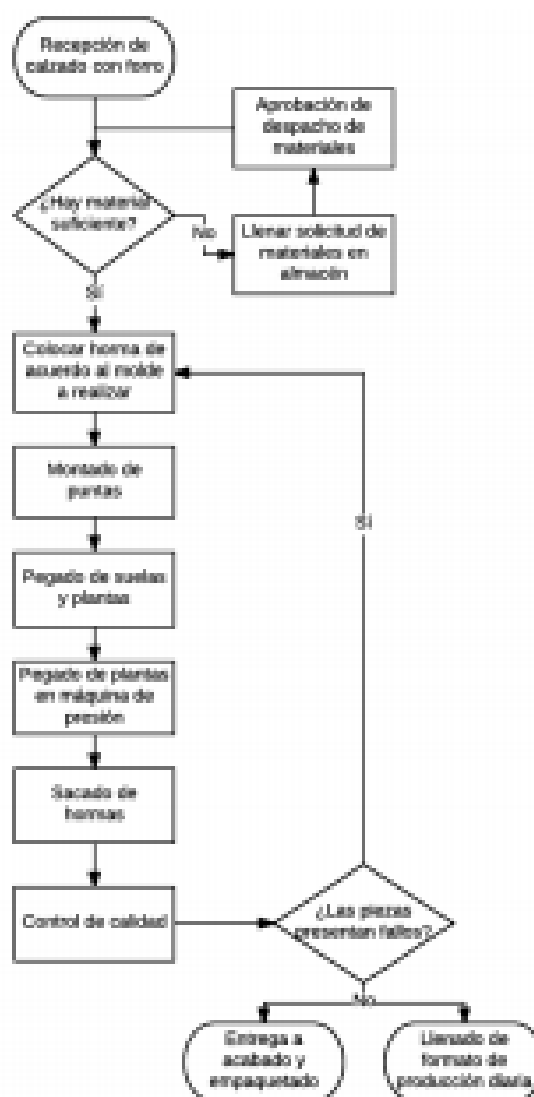 Recepción de
calzado con forro
Aprobación de
despacho de
materiales
¿Hay material
suficiente?
No
Llenar solicitud de
materiales en
almacén
Sí
Colocar horma de
acuerdo al molde
a realizar
Montado de
puntas
Sí
Pegado de suelas
y plantas
Pegado de plantas
en máquina de
presión
Sacado de
hormas
Control de calidad
¿Las piezas
presentan fallos?
No
Entrega a
acabado y
empaquetado
Llenado de
formato de
producción diaria